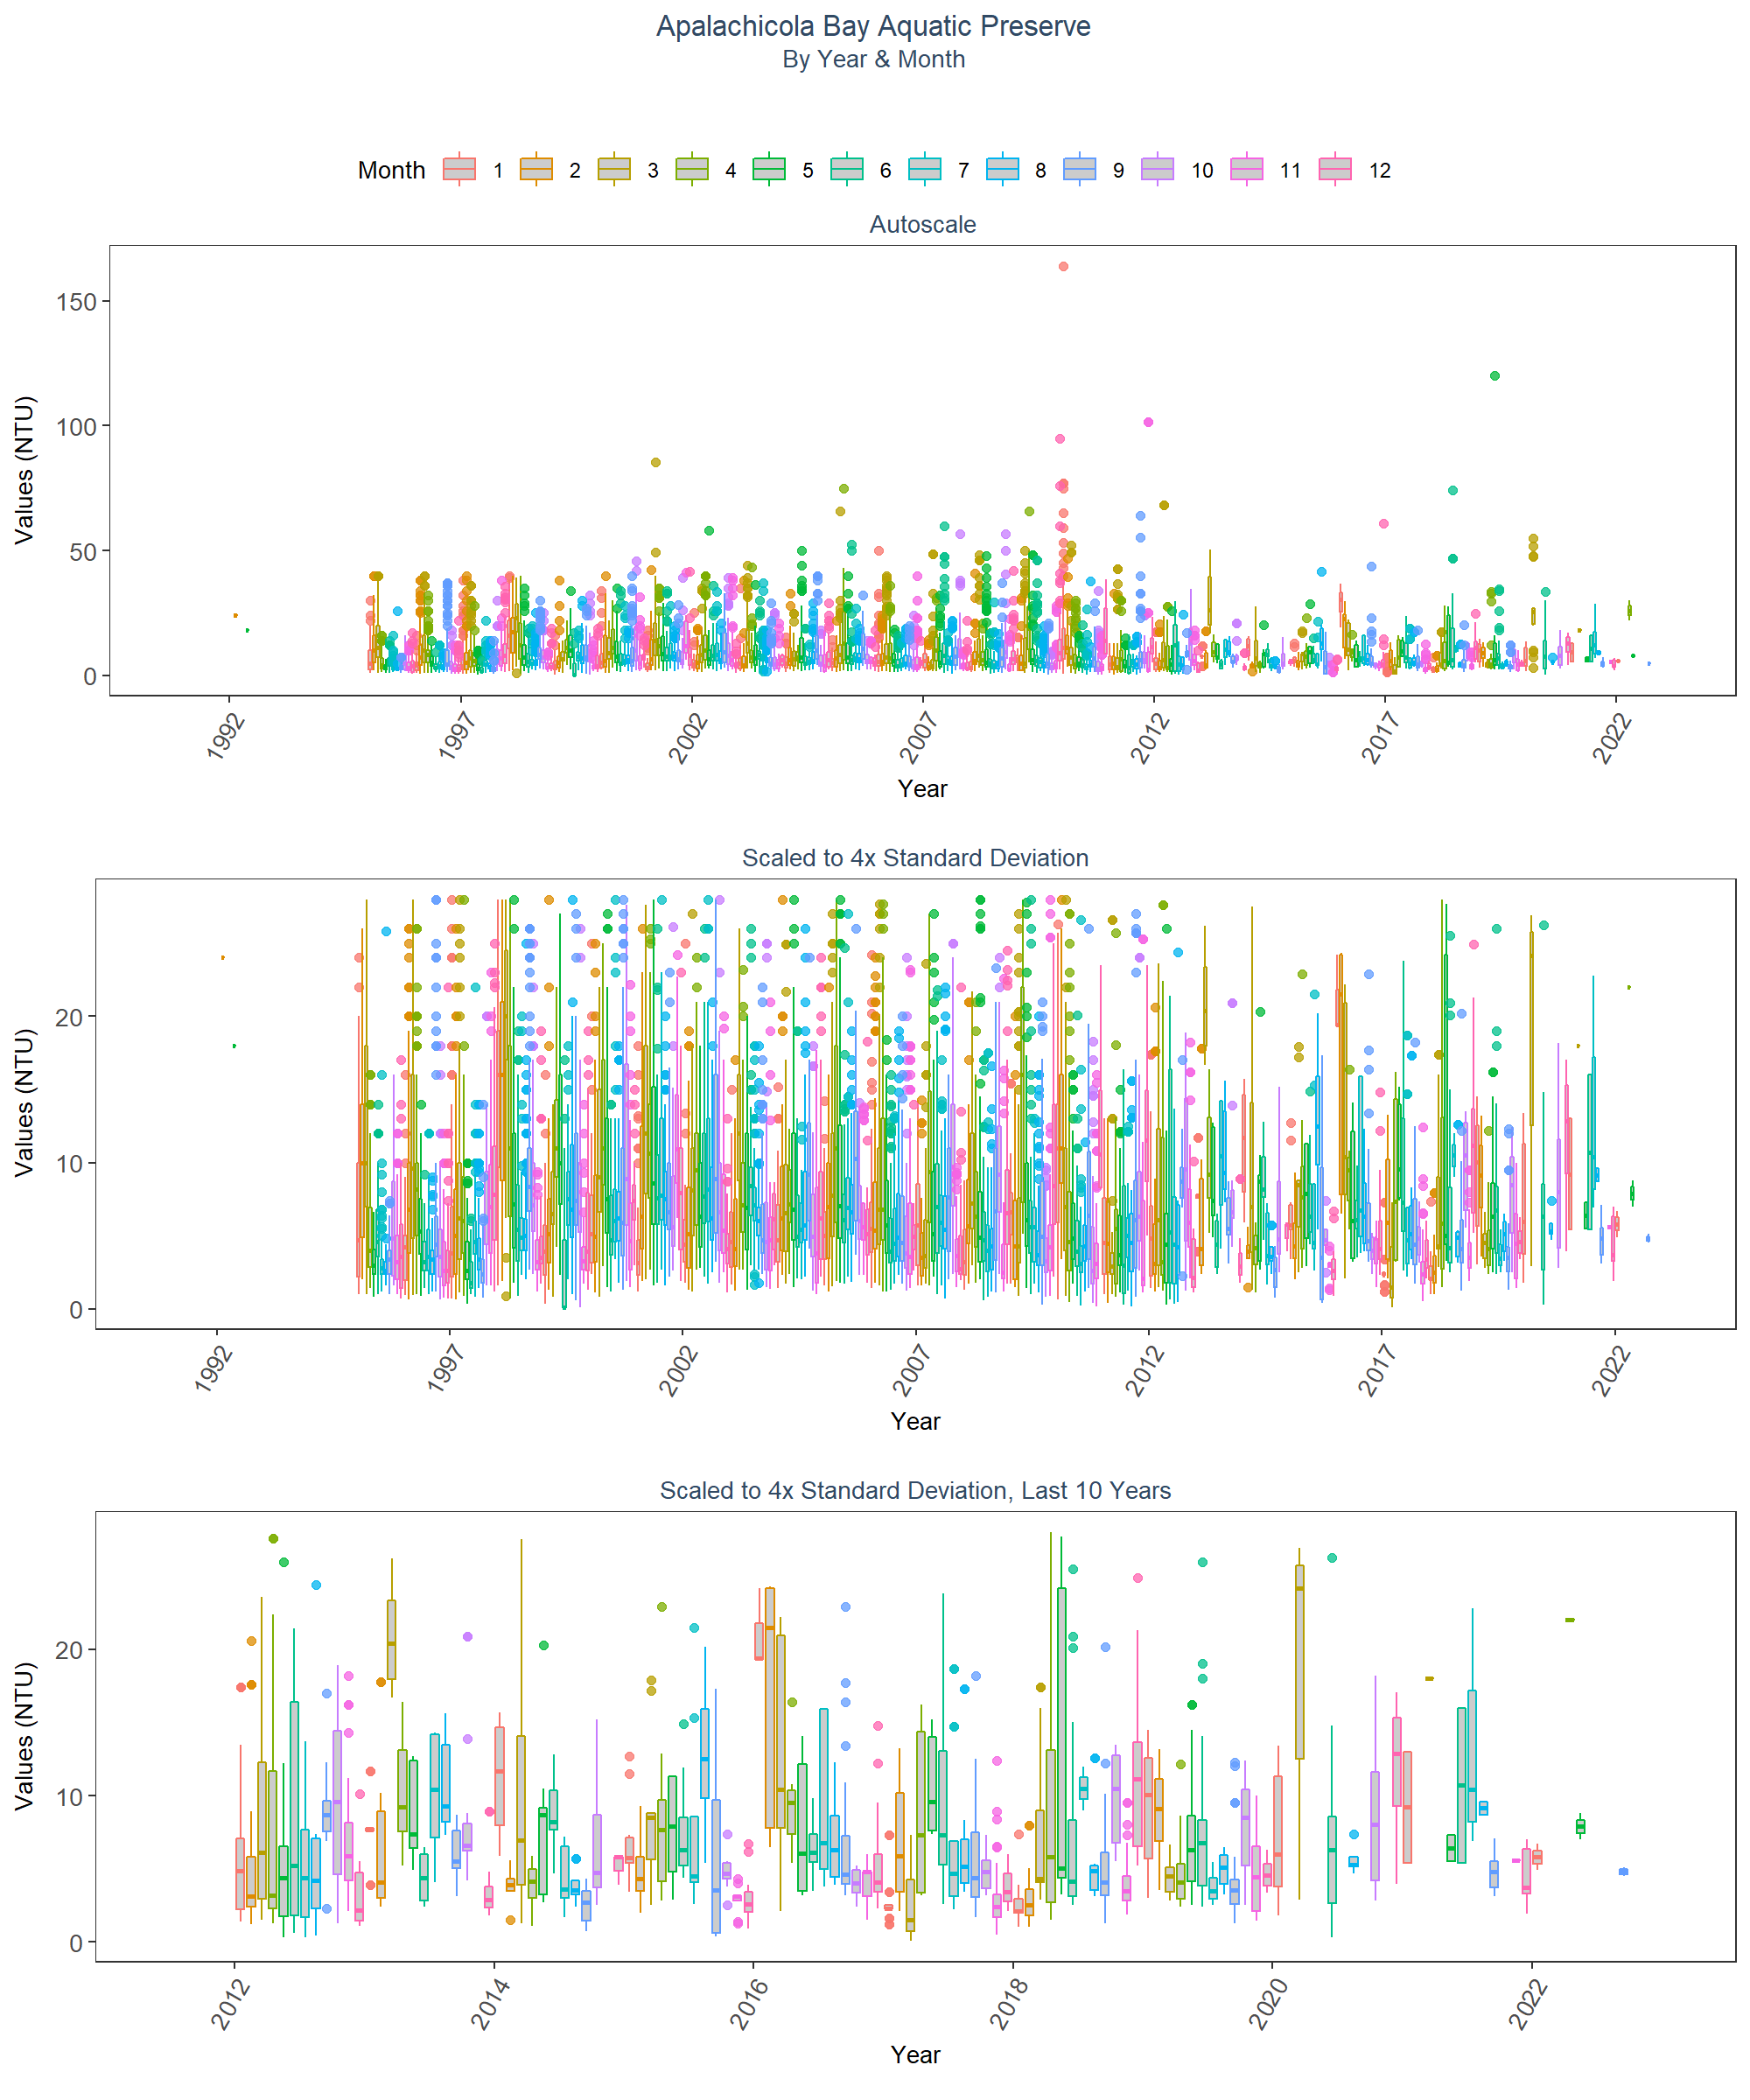 Apalachicola Bay Aquatic Preserve
By Year & Month
Month 1 2 3 4 5 6 7 8 9 10 11 12
Autoscale
Values (NTU)
150
100
50
0
1992 1997 2002 2007 2012 2017 2022
Year
Scaled to 4x Standard Deviation
Values (NTU)
20
10
0
1992 1997 2002 2007 2012 2017 2022
Year
Scaled to 4x Standard Deviation, Last 10 Years
Values (NTU)
20
10
0
2012 2014 2016 2018 2020 2022
Year